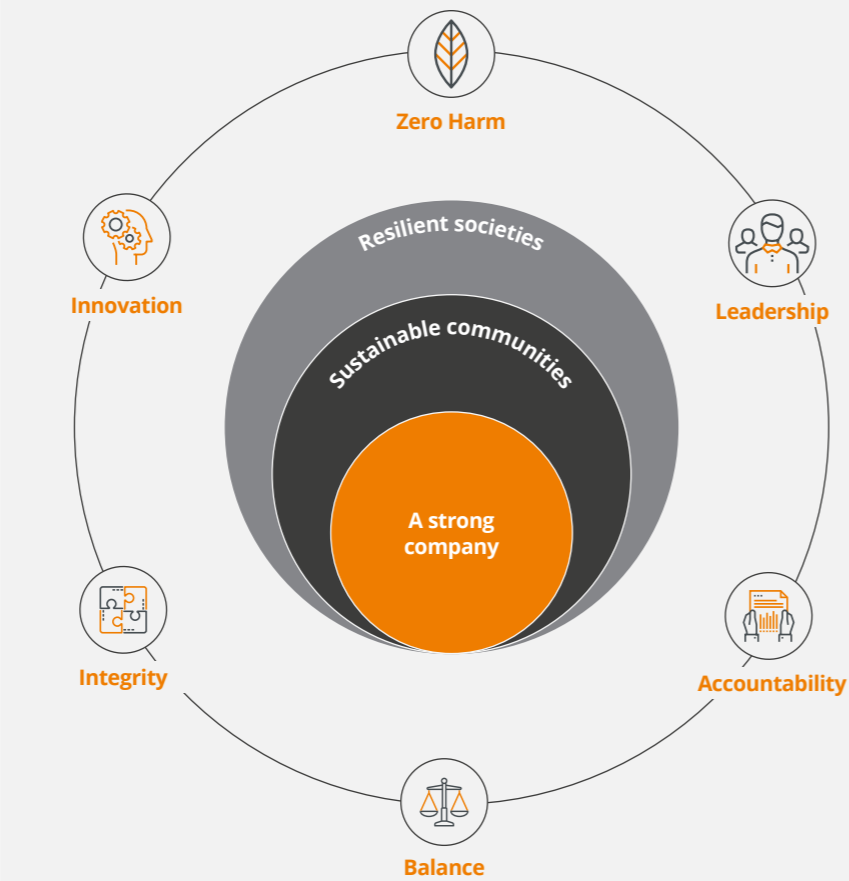 Zero Harm
Resilient societies
Innovation
Leadership
Sustainable communities
A strong
company
Integrity
Accountability
Balance